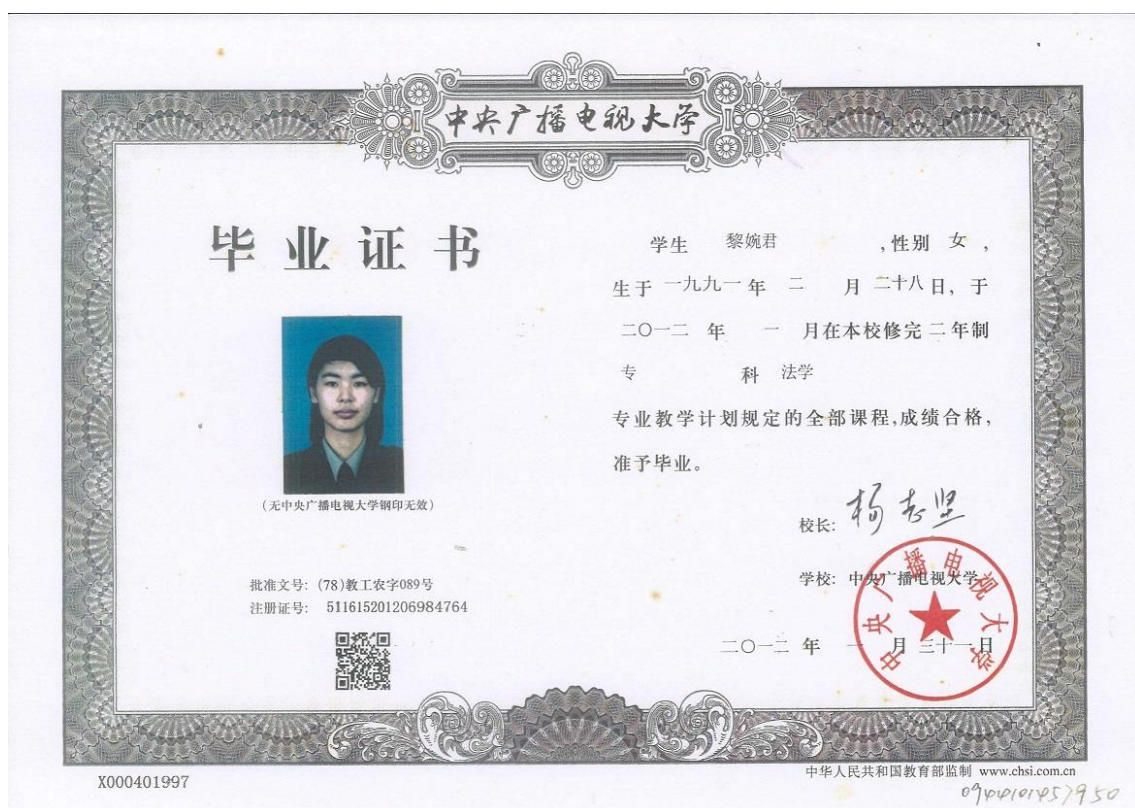 中央广播电视大学
毕业证书
学生 黎婉君 ,性别 女 ,
生于 一九九一 年 二 月 二十八 日, 于
二〇一二 年 一 月在本校修完 二 年制
专 科 法学
专业教学计划规定的全部课程,成绩合格,
准予毕业。
(无中央广播电视大学钢印无效)
校长: 杨志坚
学校: 中央广播电视大学
中央广播电视大学
二〇一二 年 一 月 三十一 日
批准文号: (78)教工农字089号
注册证号: 511615201206984764
X000401997
中华人民共和国教育部监制 www.chsi.com.cn